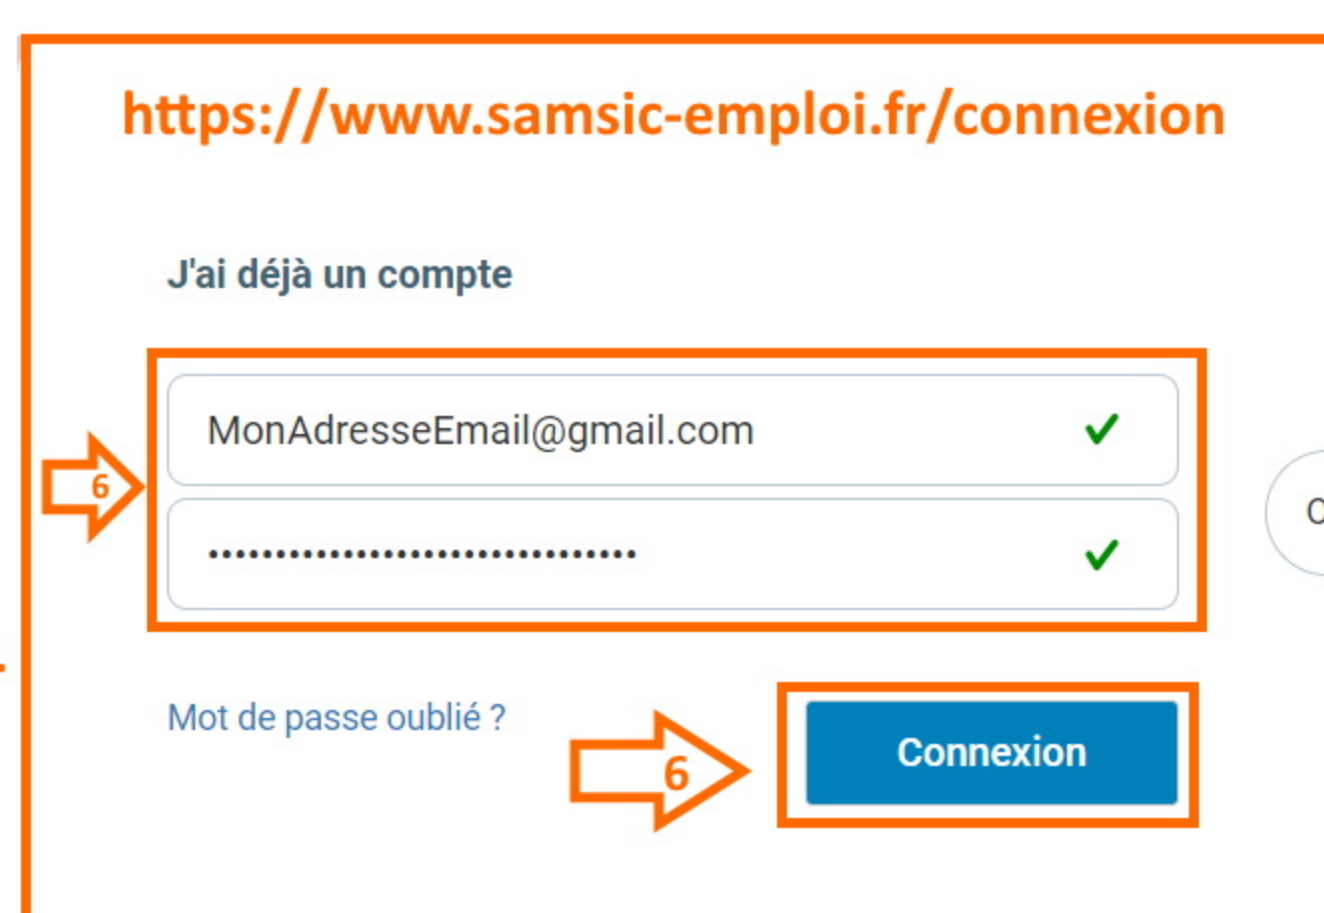 https://www.samsic-emploi.fr/connexion
J'ai déjà un compte
MonAdresseEmail@gmail.com
6
••••••••••••••••••••••••••••••••
Mot de passe oublié ?
6
Connexion